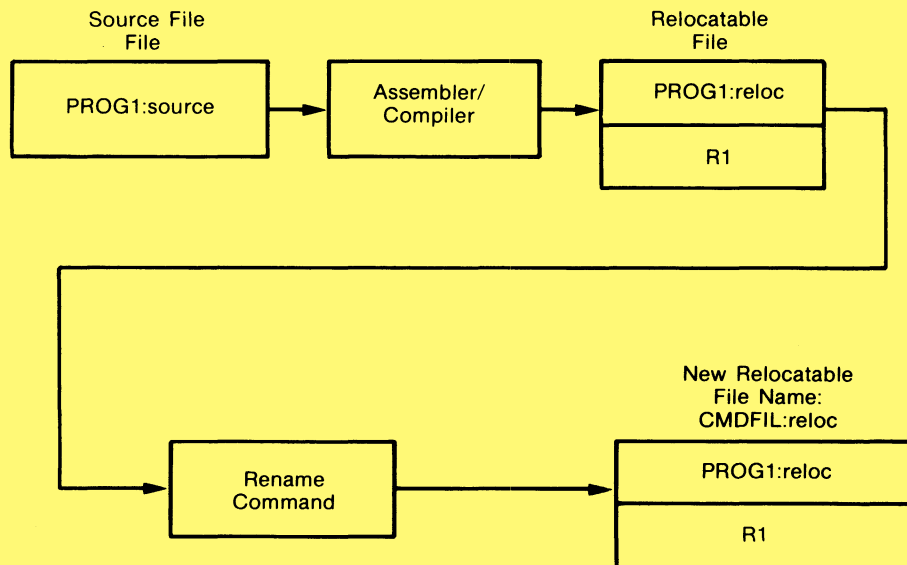 Source File
File
PROG1:source
Assembler/
Compiler
Relocatable
File
PROG1:reloc
R1
Rename
Command
New Relocatable
File Name:
CMDFIL:reloc
PROG1:reloc
R1